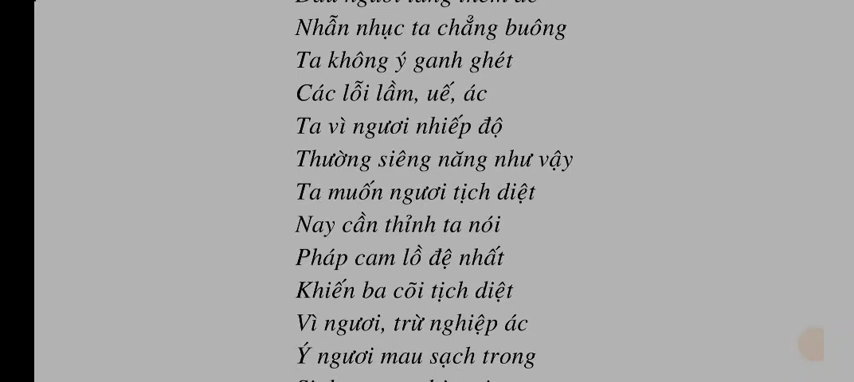 Nhẫn nhục ta chẳng buông
Ta không ý ganh ghét
Các lỗi lầm, uế, ác
Ta vì ngươi nhiếp độ
Thường siêng năng như vậy
Ta muốn ngươi tịch diệt
Nay cần thỉnh ta nói
Pháp cam lồ đệ nhất
Khiến ba cõi tịch diệt
Vì ngươi, trừ nghiệp ác
Ý ngươi mau sạch trong